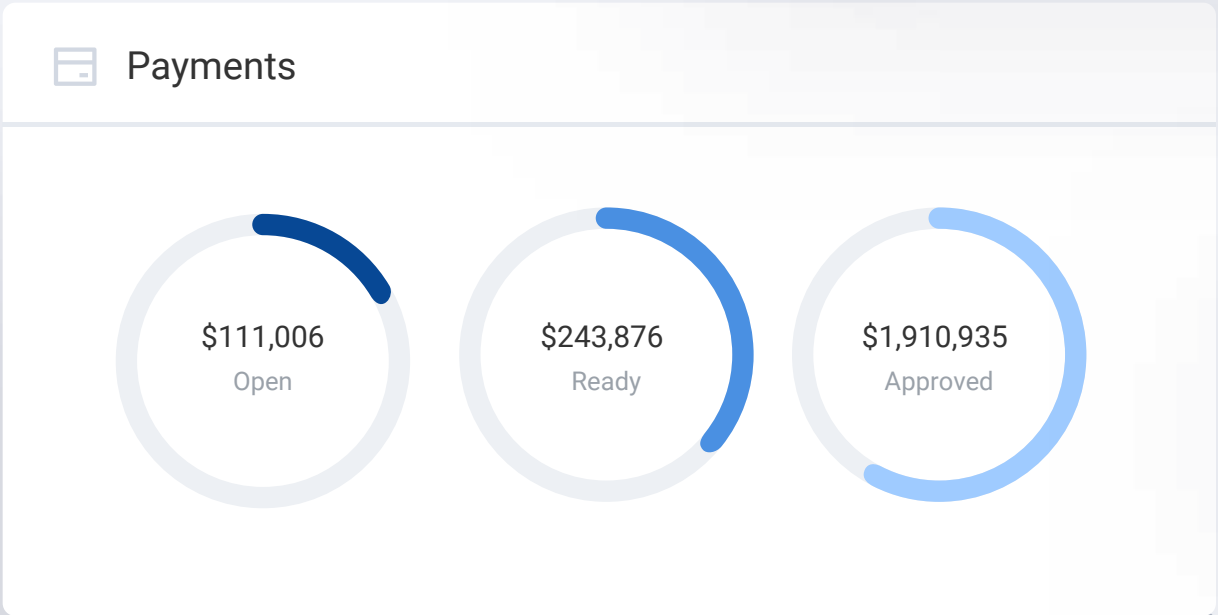 Payments
$111,006
Open
$243,876
Ready
$1,910,935
Approved